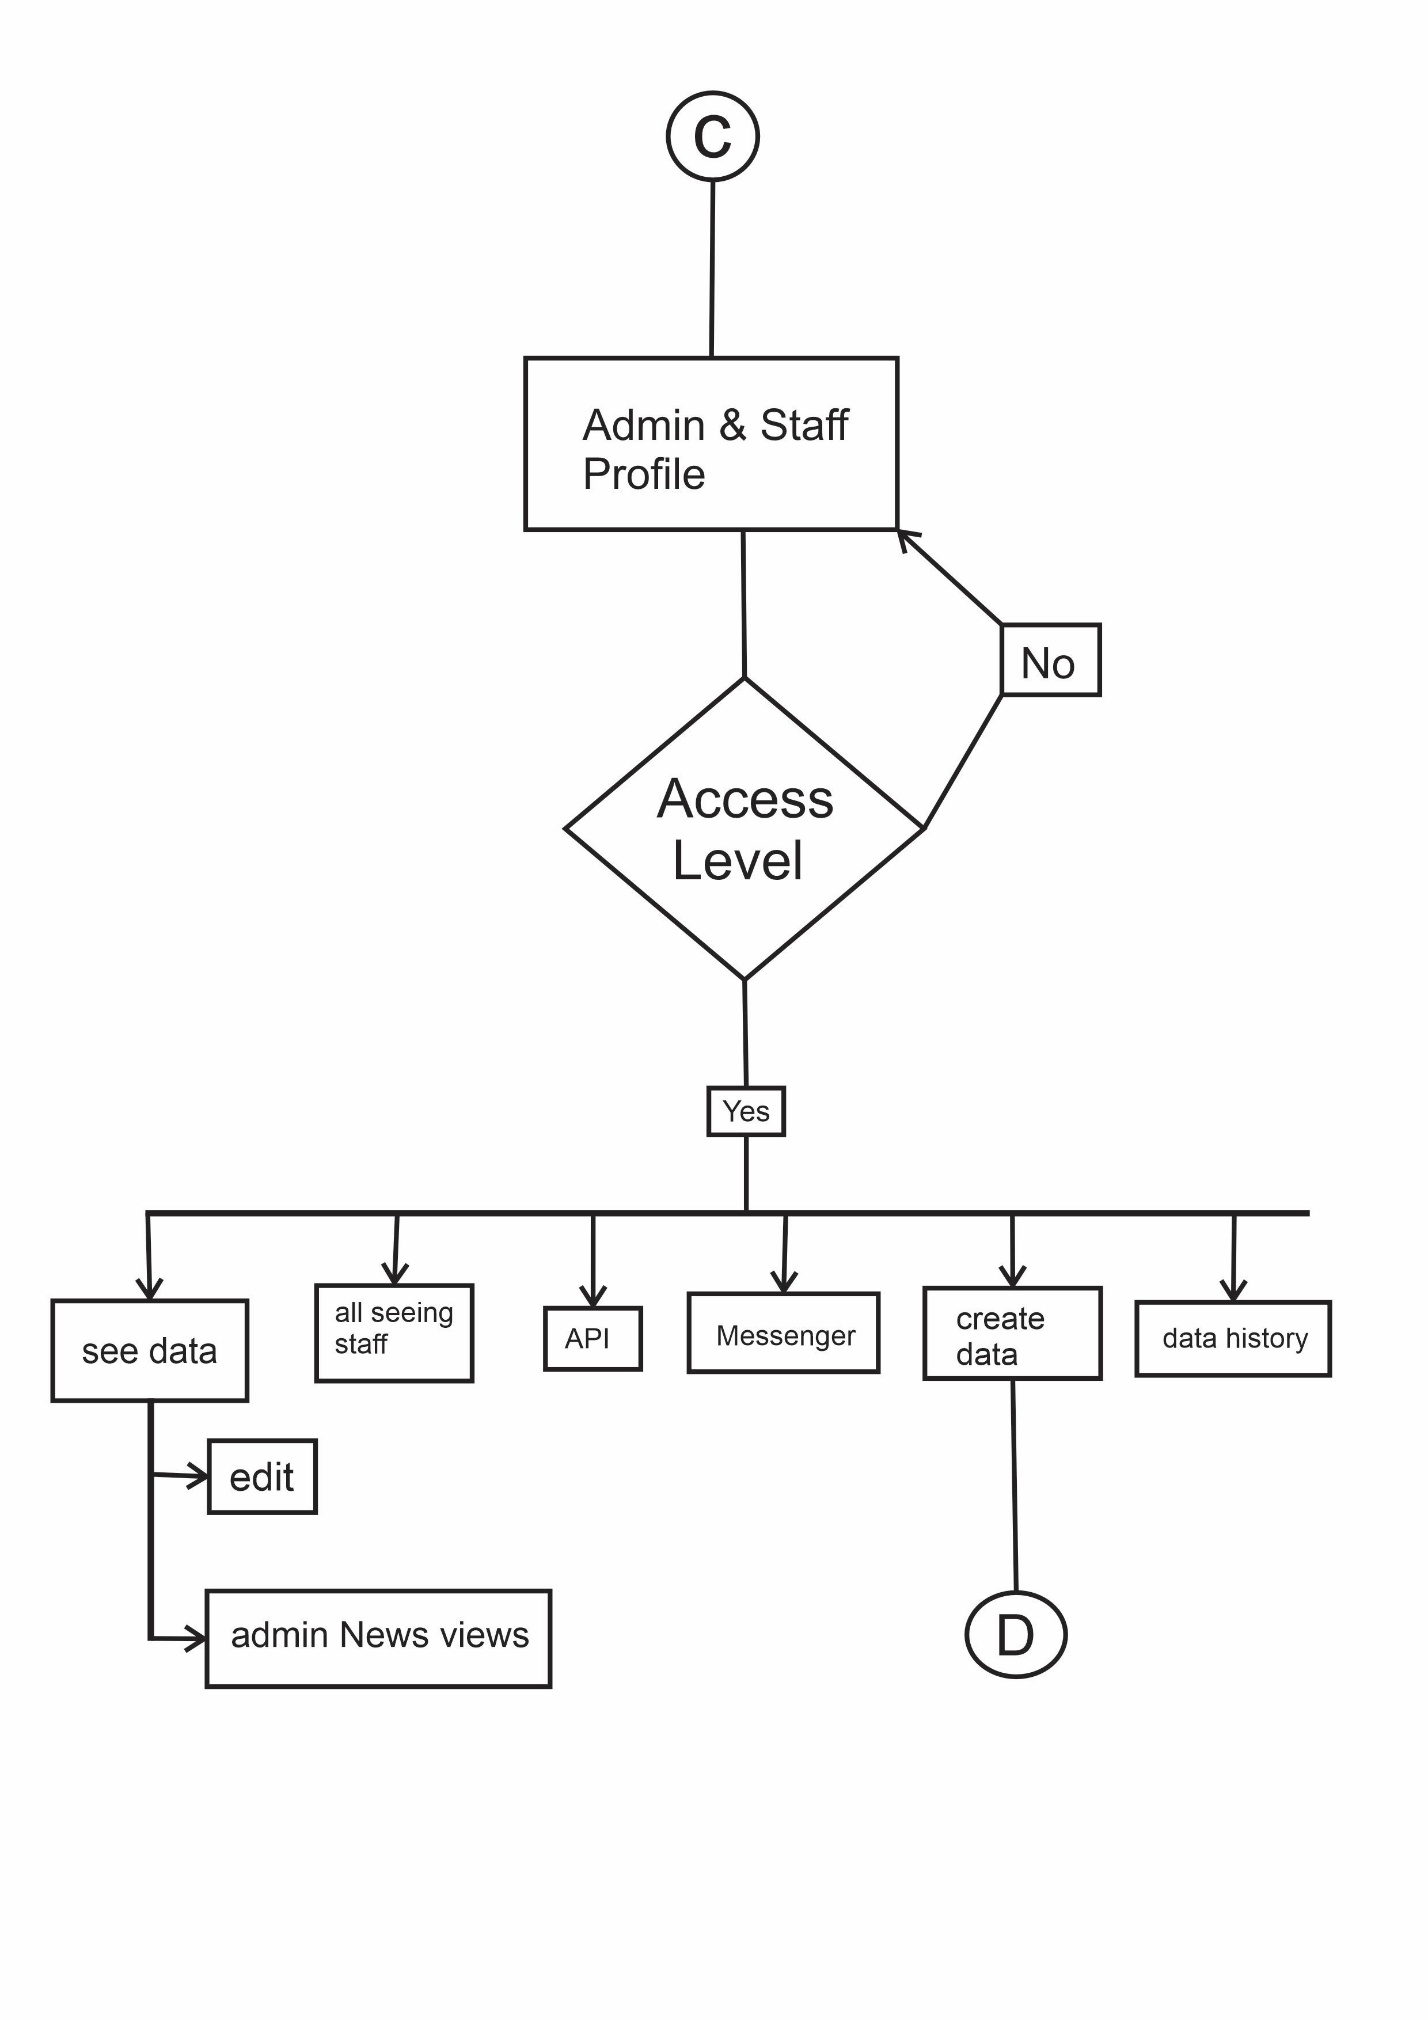 C
Admin & Staff
Profile
No
Access
Level
Yes
see data
all seeing
staff
API
Messenger
create
data
data history
edit
admin News views
D